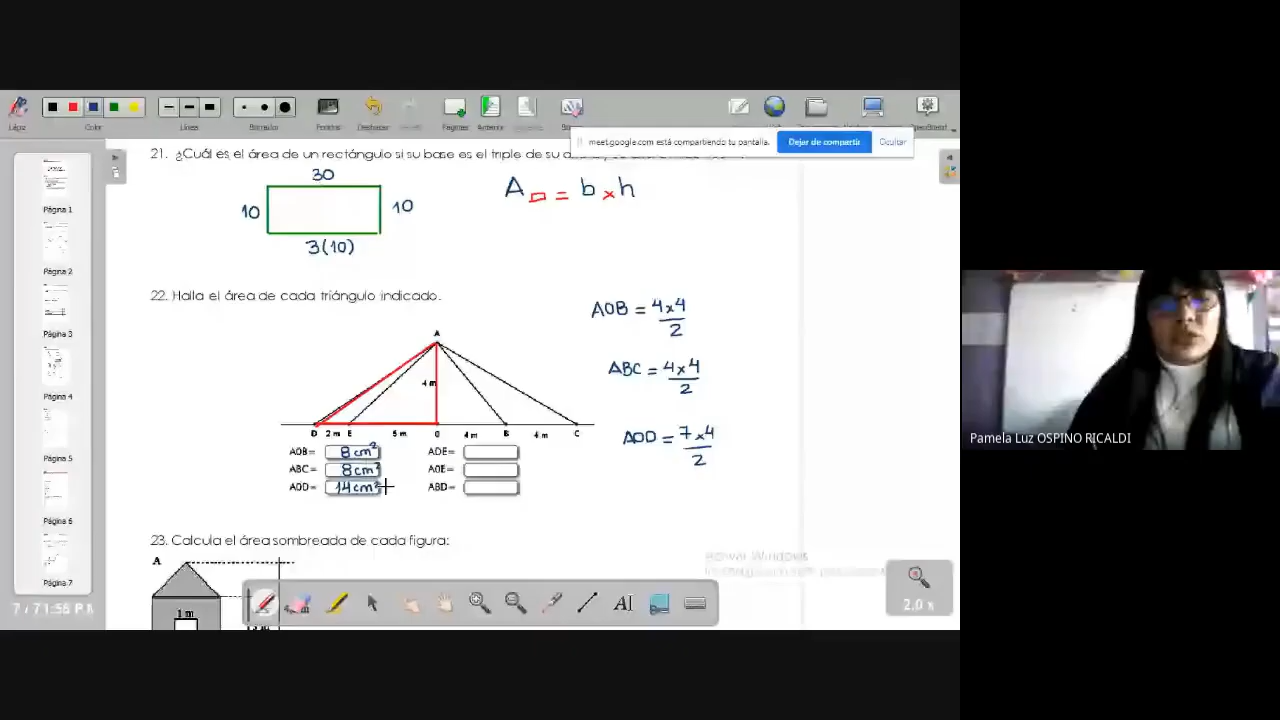 Lápiz
Color
Líneas
Borrador
Fondos
Deshacer
Páginas
Anterior
meet.google.com está compartiendo tu pantalla.
Dejar de compartir
Ocultar
21. ¿Cuál es el área de un rectángulo si su base es el triple de su
30
10
10
3(10)
A = b x h
22. Halla el área de cada triángulo indicado.
A
4 m
D 2 m E 5 m O 4 m B 4 m C
AOB= 8 cm²
ABC= 8 cm²
AOD= 14 cm²
ADE=
AOE=
ABD=
AOB = 4x4
2
ABC = 4x4
2
AOD = 7x4
2
23. Calcula el área sombreada de cada figura:
A
1 m
Página 1
Página 2
Página 3
Página 4
Página 5
Página 6
Página 7
Activar Windows
2.0 x
Pamela Luz OSPINO RICALDI